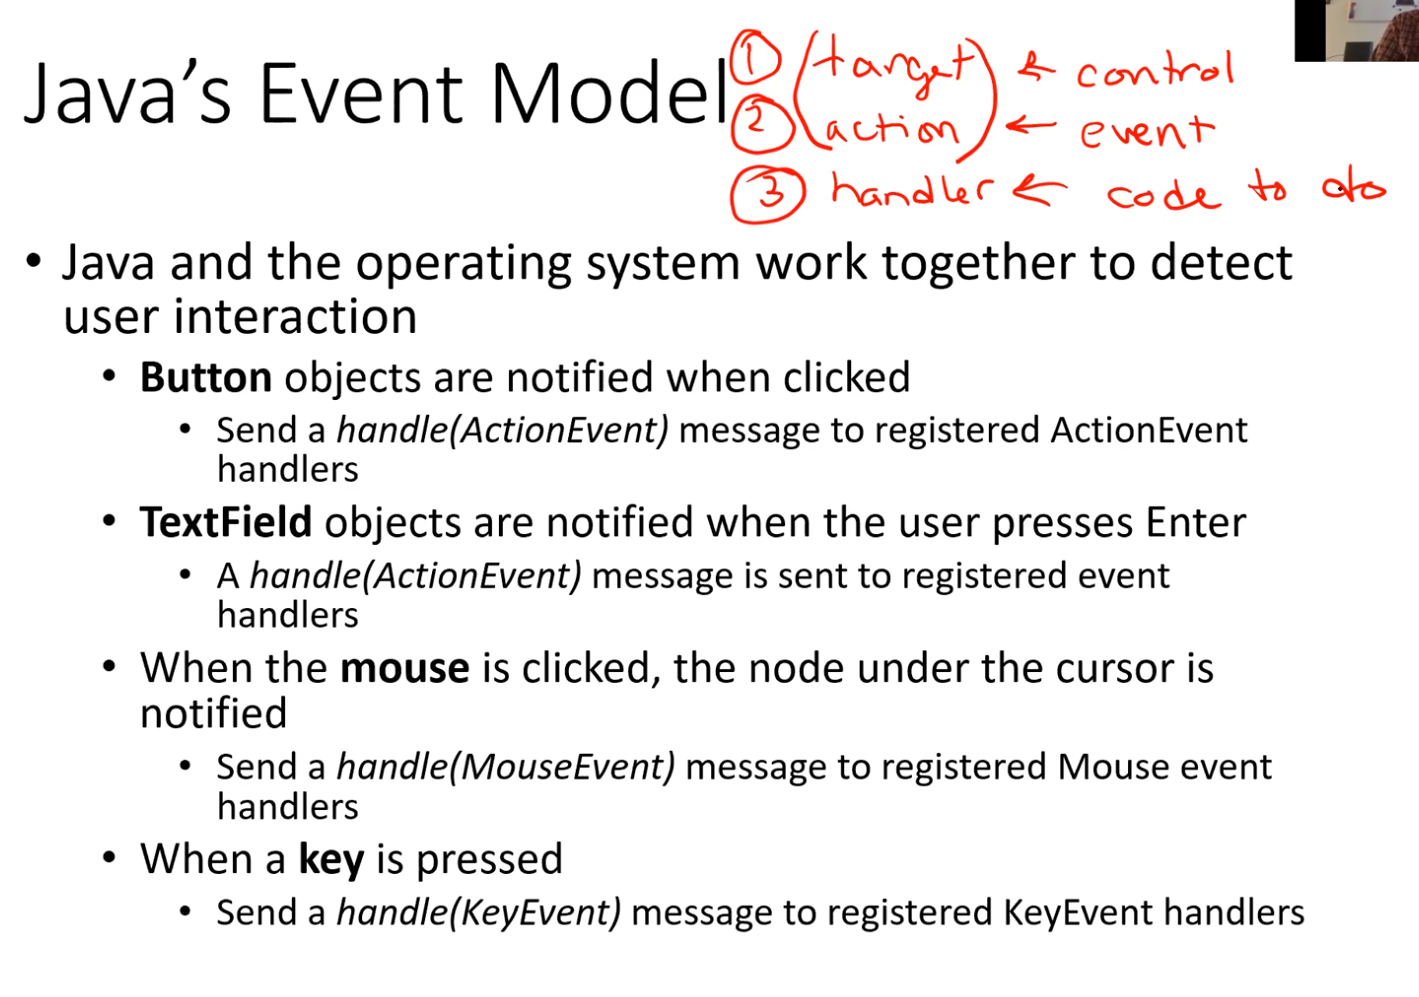 Java's Event Model
① (target) ← control
② (action) ← event
③ handler ← code to do
• Java and the operating system work together to detect
user interaction
• Button objects are notified when clicked
• Send a handle(ActionEvent) message to registered ActionEvent
handlers
• TextField objects are notified when the user presses Enter
• A handle(ActionEvent) message is sent to registered event
handlers
• When the mouse is clicked, the node under the cursor is
notified
• Send a handle(MouseEvent) message to registered Mouse event
handlers
• When a key is pressed
• Send a handle(KeyEvent) message to registered KeyEvent handlers